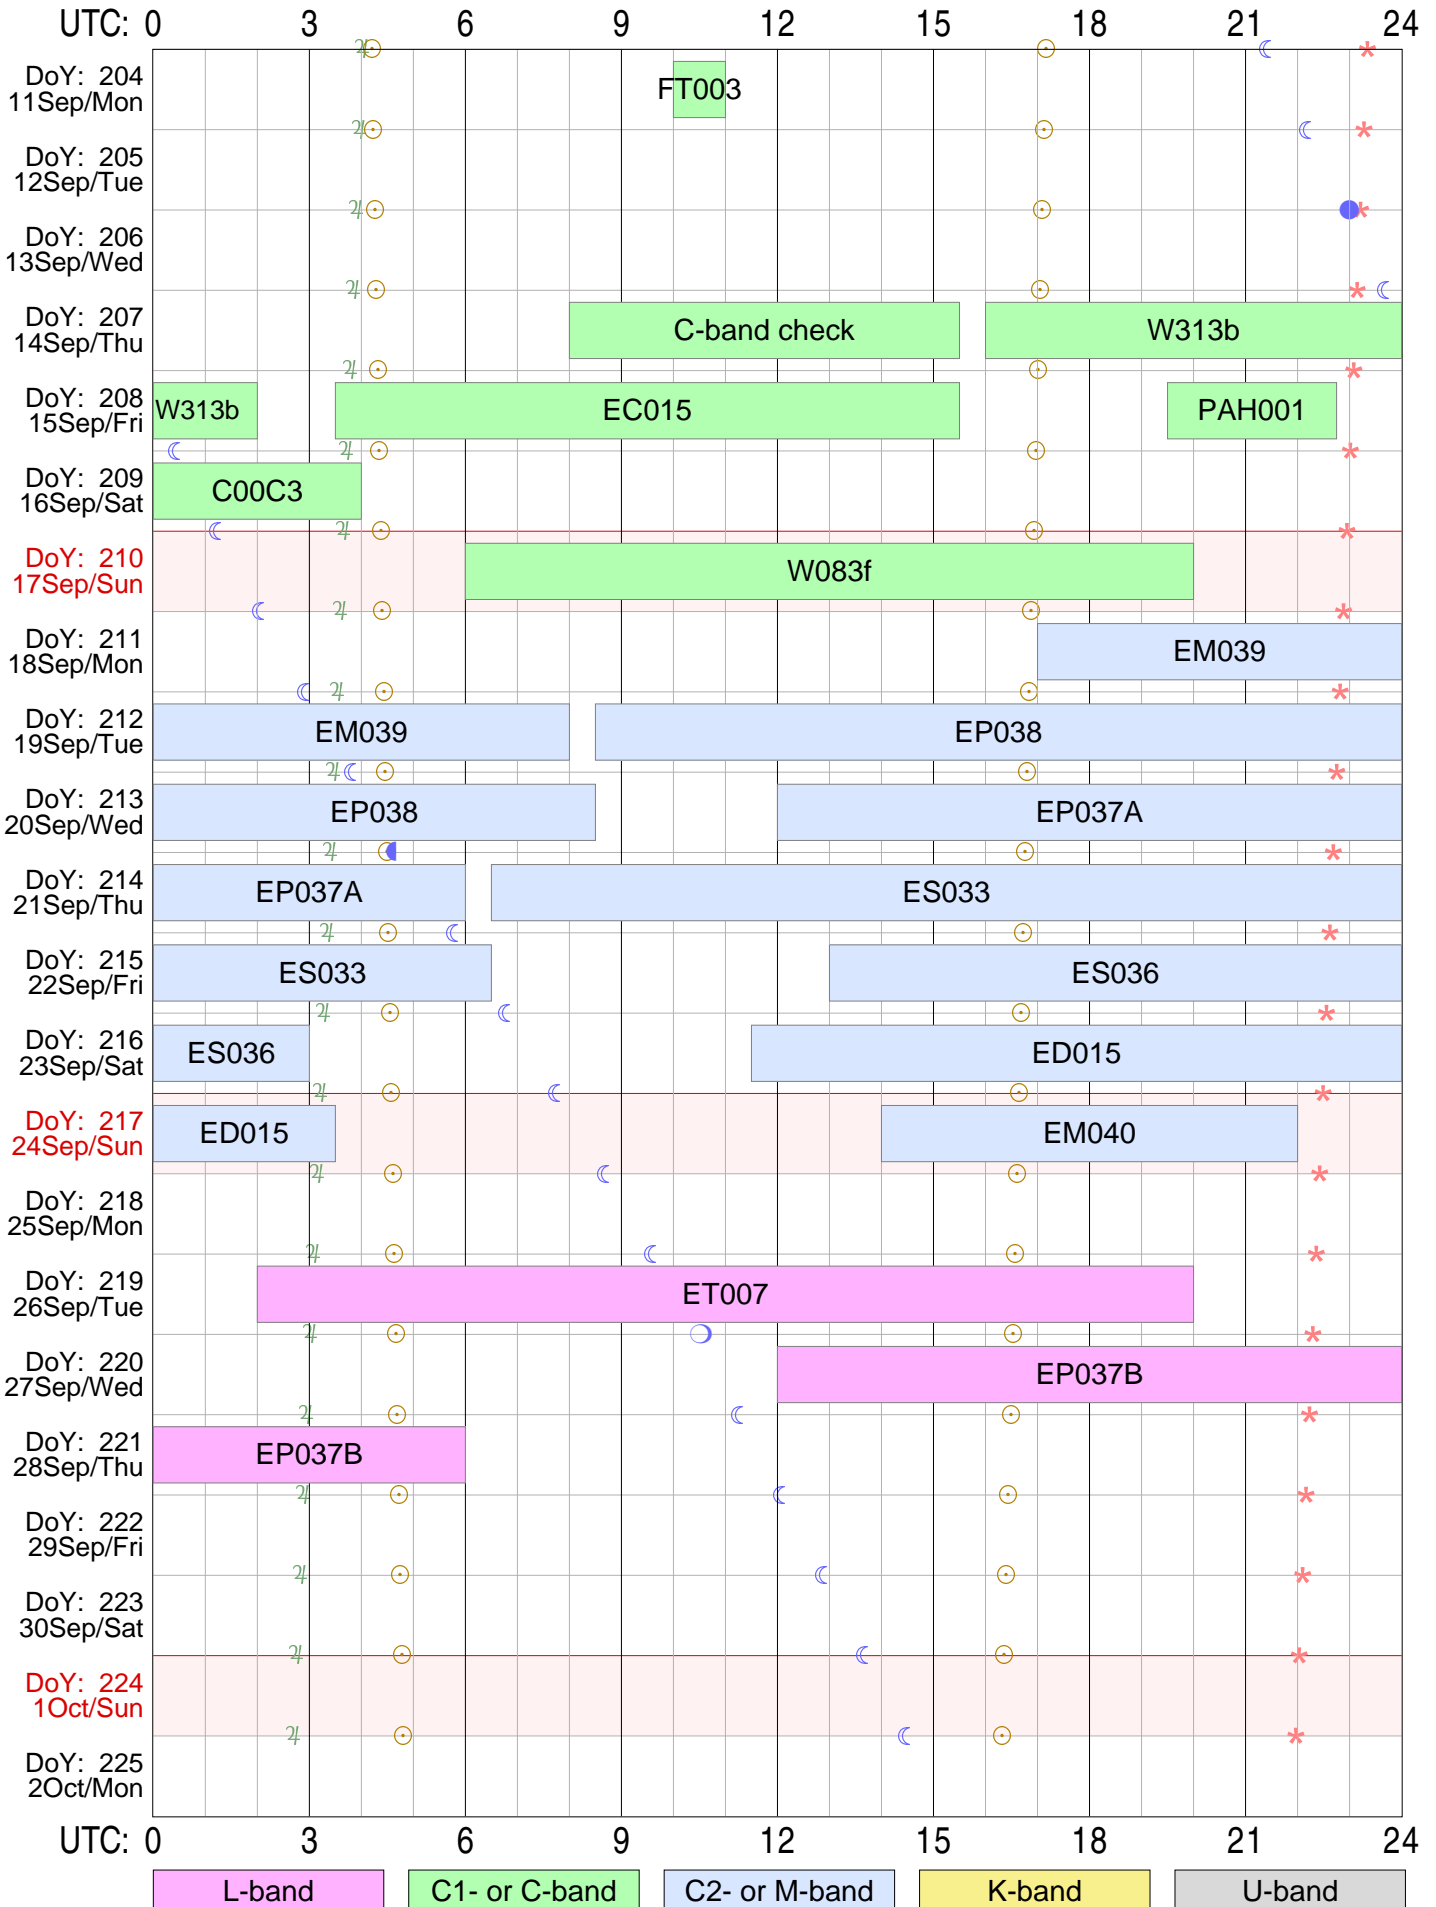 UTC: 0 3 6 9 12 15 18 21 24
DoY: 204
11Sep/Mon
FT003
DoY: 205
12Sep/Tue
DoY: 206
13Sep/Wed
DoY: 207
14Sep/Thu
C-band check W313b
DoY: 208
15Sep/Fri
W313b EC015 PAH001
DoY: 209
16Sep/Sat
C00C3
DoY: 210
17Sep/Sun
W083f
DoY: 211
18Sep/Mon
EM039
DoY: 212
19Sep/Tue
EM039 EP038
DoY: 213
20Sep/Wed
EP038 EP037A
DoY: 214
21Sep/Thu
EP037A ES033
DoY: 215
22Sep/Fri
ES033 ES036
DoY: 216
23Sep/Sat
ES036 ED015
DoY: 217
24Sep/Sun
ED015 EM040
DoY: 218
25Sep/Mon
DoY: 219
26Sep/Tue
ET007
DoY: 220
27Sep/Wed
EP037B
DoY: 221
28Sep/Thu
EP037B
DoY: 222
29Sep/Fri
DoY: 223
30Sep/Sat
DoY: 224
1Oct/Sun
DoY: 225
2Oct/Mon
UTC: 0 3 6 9 12 15 18 21 24
L-band C1- or C-band C2- or M-band K-band U-band